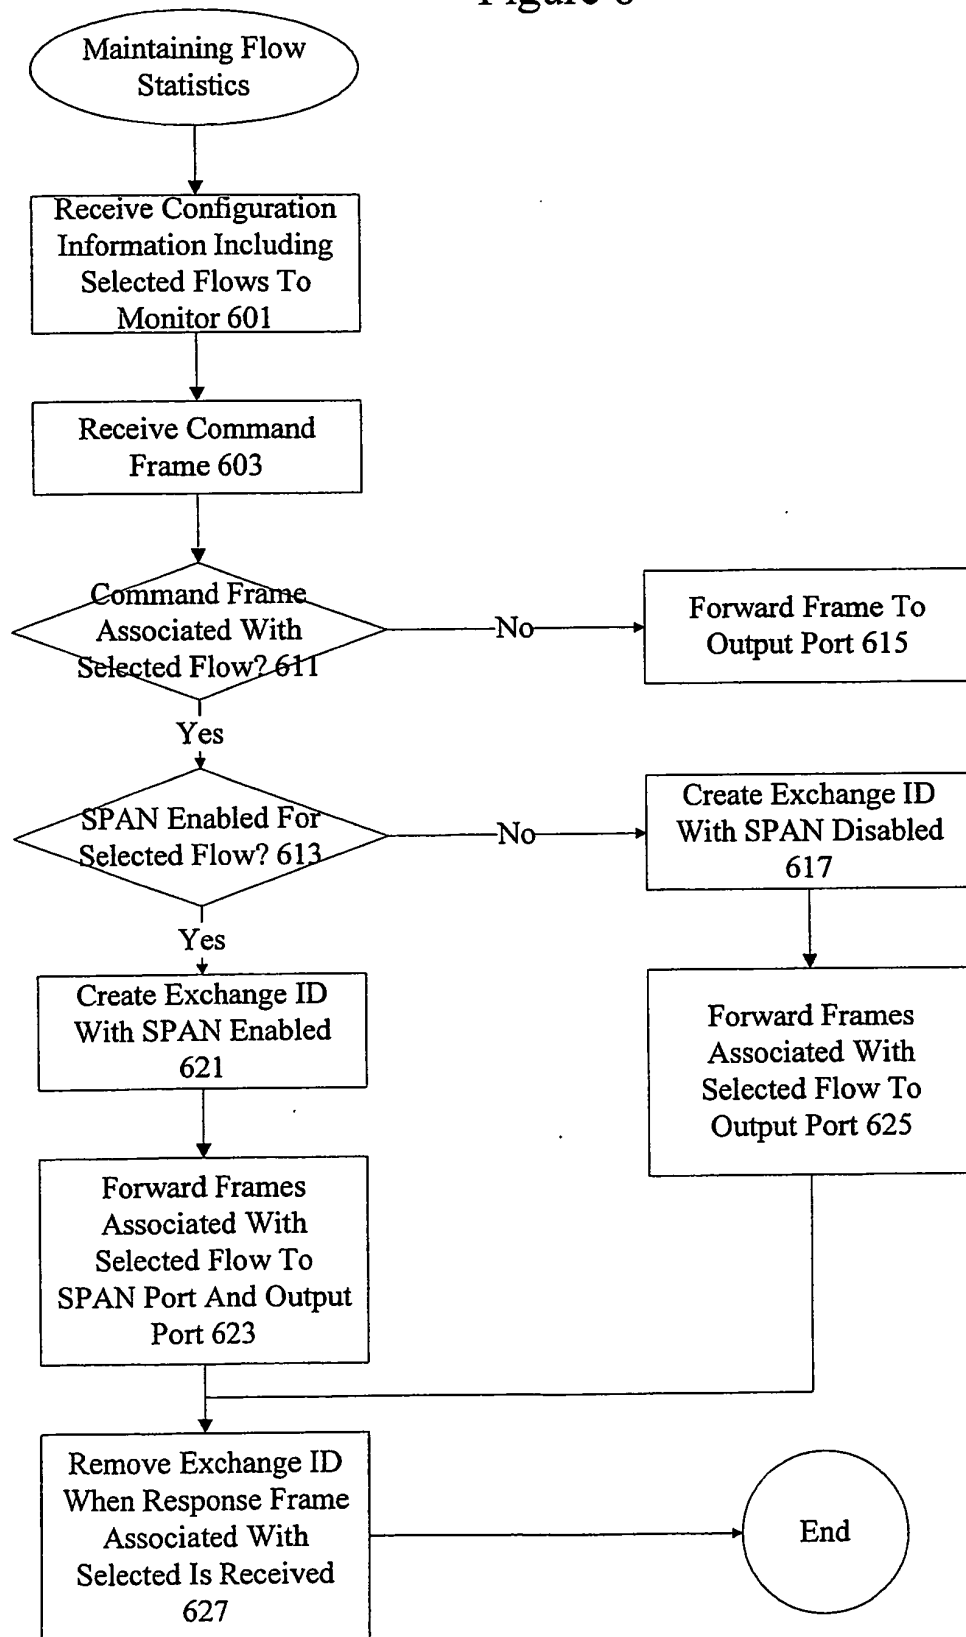 Figure 6
Maintaining Flow
Statistics
Receive Configuration
Information Including
Selected Flows To
Monitor 601
Receive Command
Frame 603
Command Frame
Associated With
Selected Flow? 611
No
Forward Frame To
Output Port 615
Yes
SPAN Enabled For
Selected Flow? 613
No
Create Exchange ID
With SPAN Disabled
617
Yes
Create Exchange ID
With SPAN Enabled
621
Forward Frames
Associated With
Selected Flow To
Output Port 625
Forward Frames
Associated With
Selected Flow To
SPAN Port And Output
Port 623
Remove Exchange ID
When Response Frame
Associated With
Selected Is Received
627
End